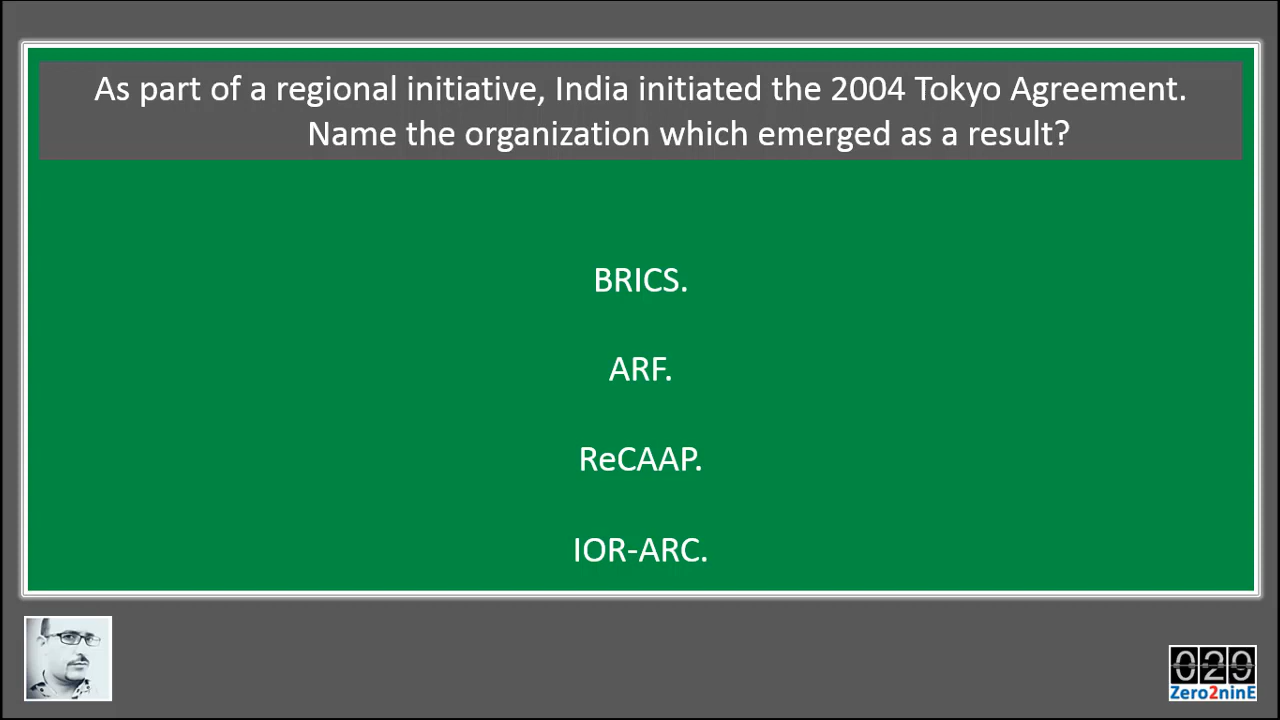 As part of a regional initiative, India initiated the 2004 Tokyo Agreement.
Name the organization which emerged as a result?
BRICS.
ARF.
ReCAAP.
IOR-ARC.
029
Zero2ninE